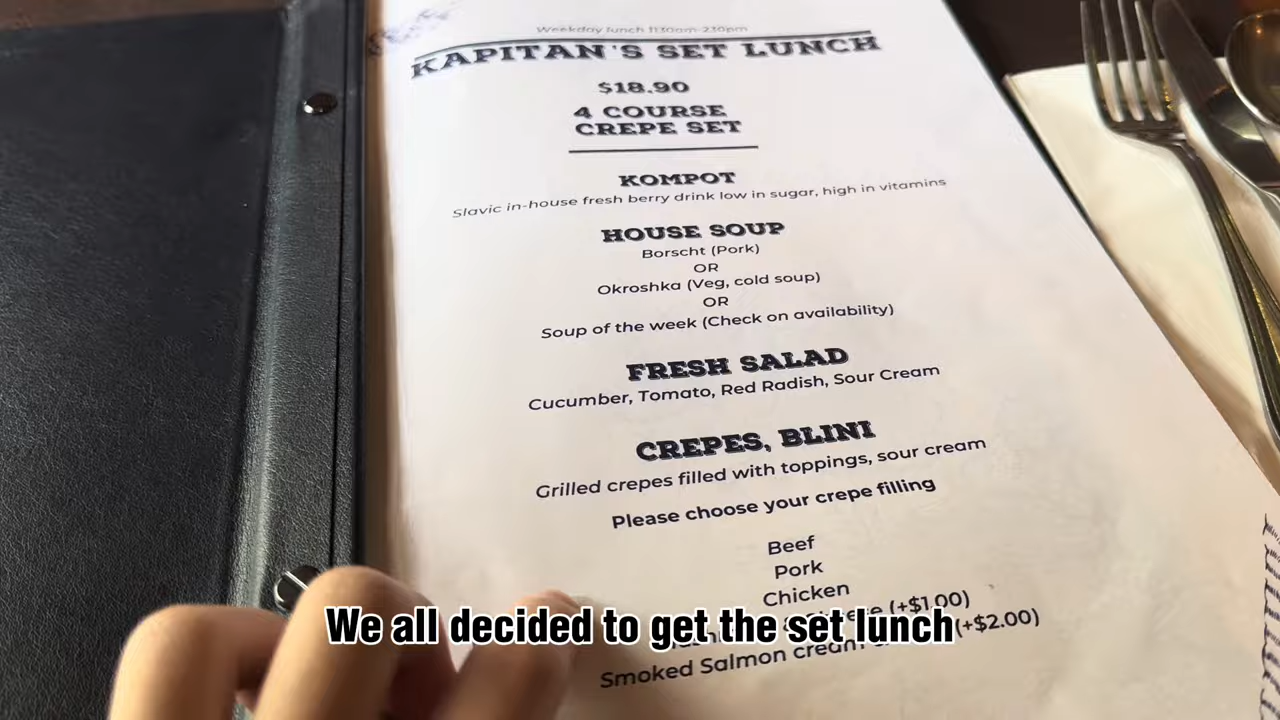 Weekday lunch 1130am-230pm
KAPITAN'S SET LUNCH
$18.90
4 COURSE
CREPE SET
KOMPOT
Slavic in-house fresh berry drink low in sugar, high in vitamins
HOUSE SOUP
Borscht (Pork)
OR
Okroshka (Veg, cold soup)
OR
Soup of the week (Check on availability)
FRESH SALAD
Cucumber, Tomato, Red Radish, Sour Cream
CREPES, BLINI
Grilled crepes filled with toppings, sour cream
Please choose your crepe filling
Beef
Pork
Chicken
(+$1.00)
We all decided to get the set lunch
(+$2.00)
Smoked Salmon cream